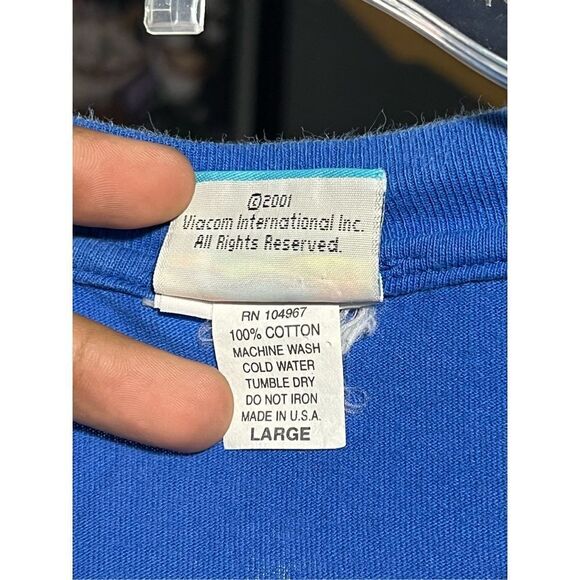 ©2001
Viacom International Inc.
All Rights Reserved.
RN 104967
100% COTTON
MACHINE WASH
COLD WATER
TUMBLE DRY
DO NOT IRON
MADE IN U.S.A.
LARGE